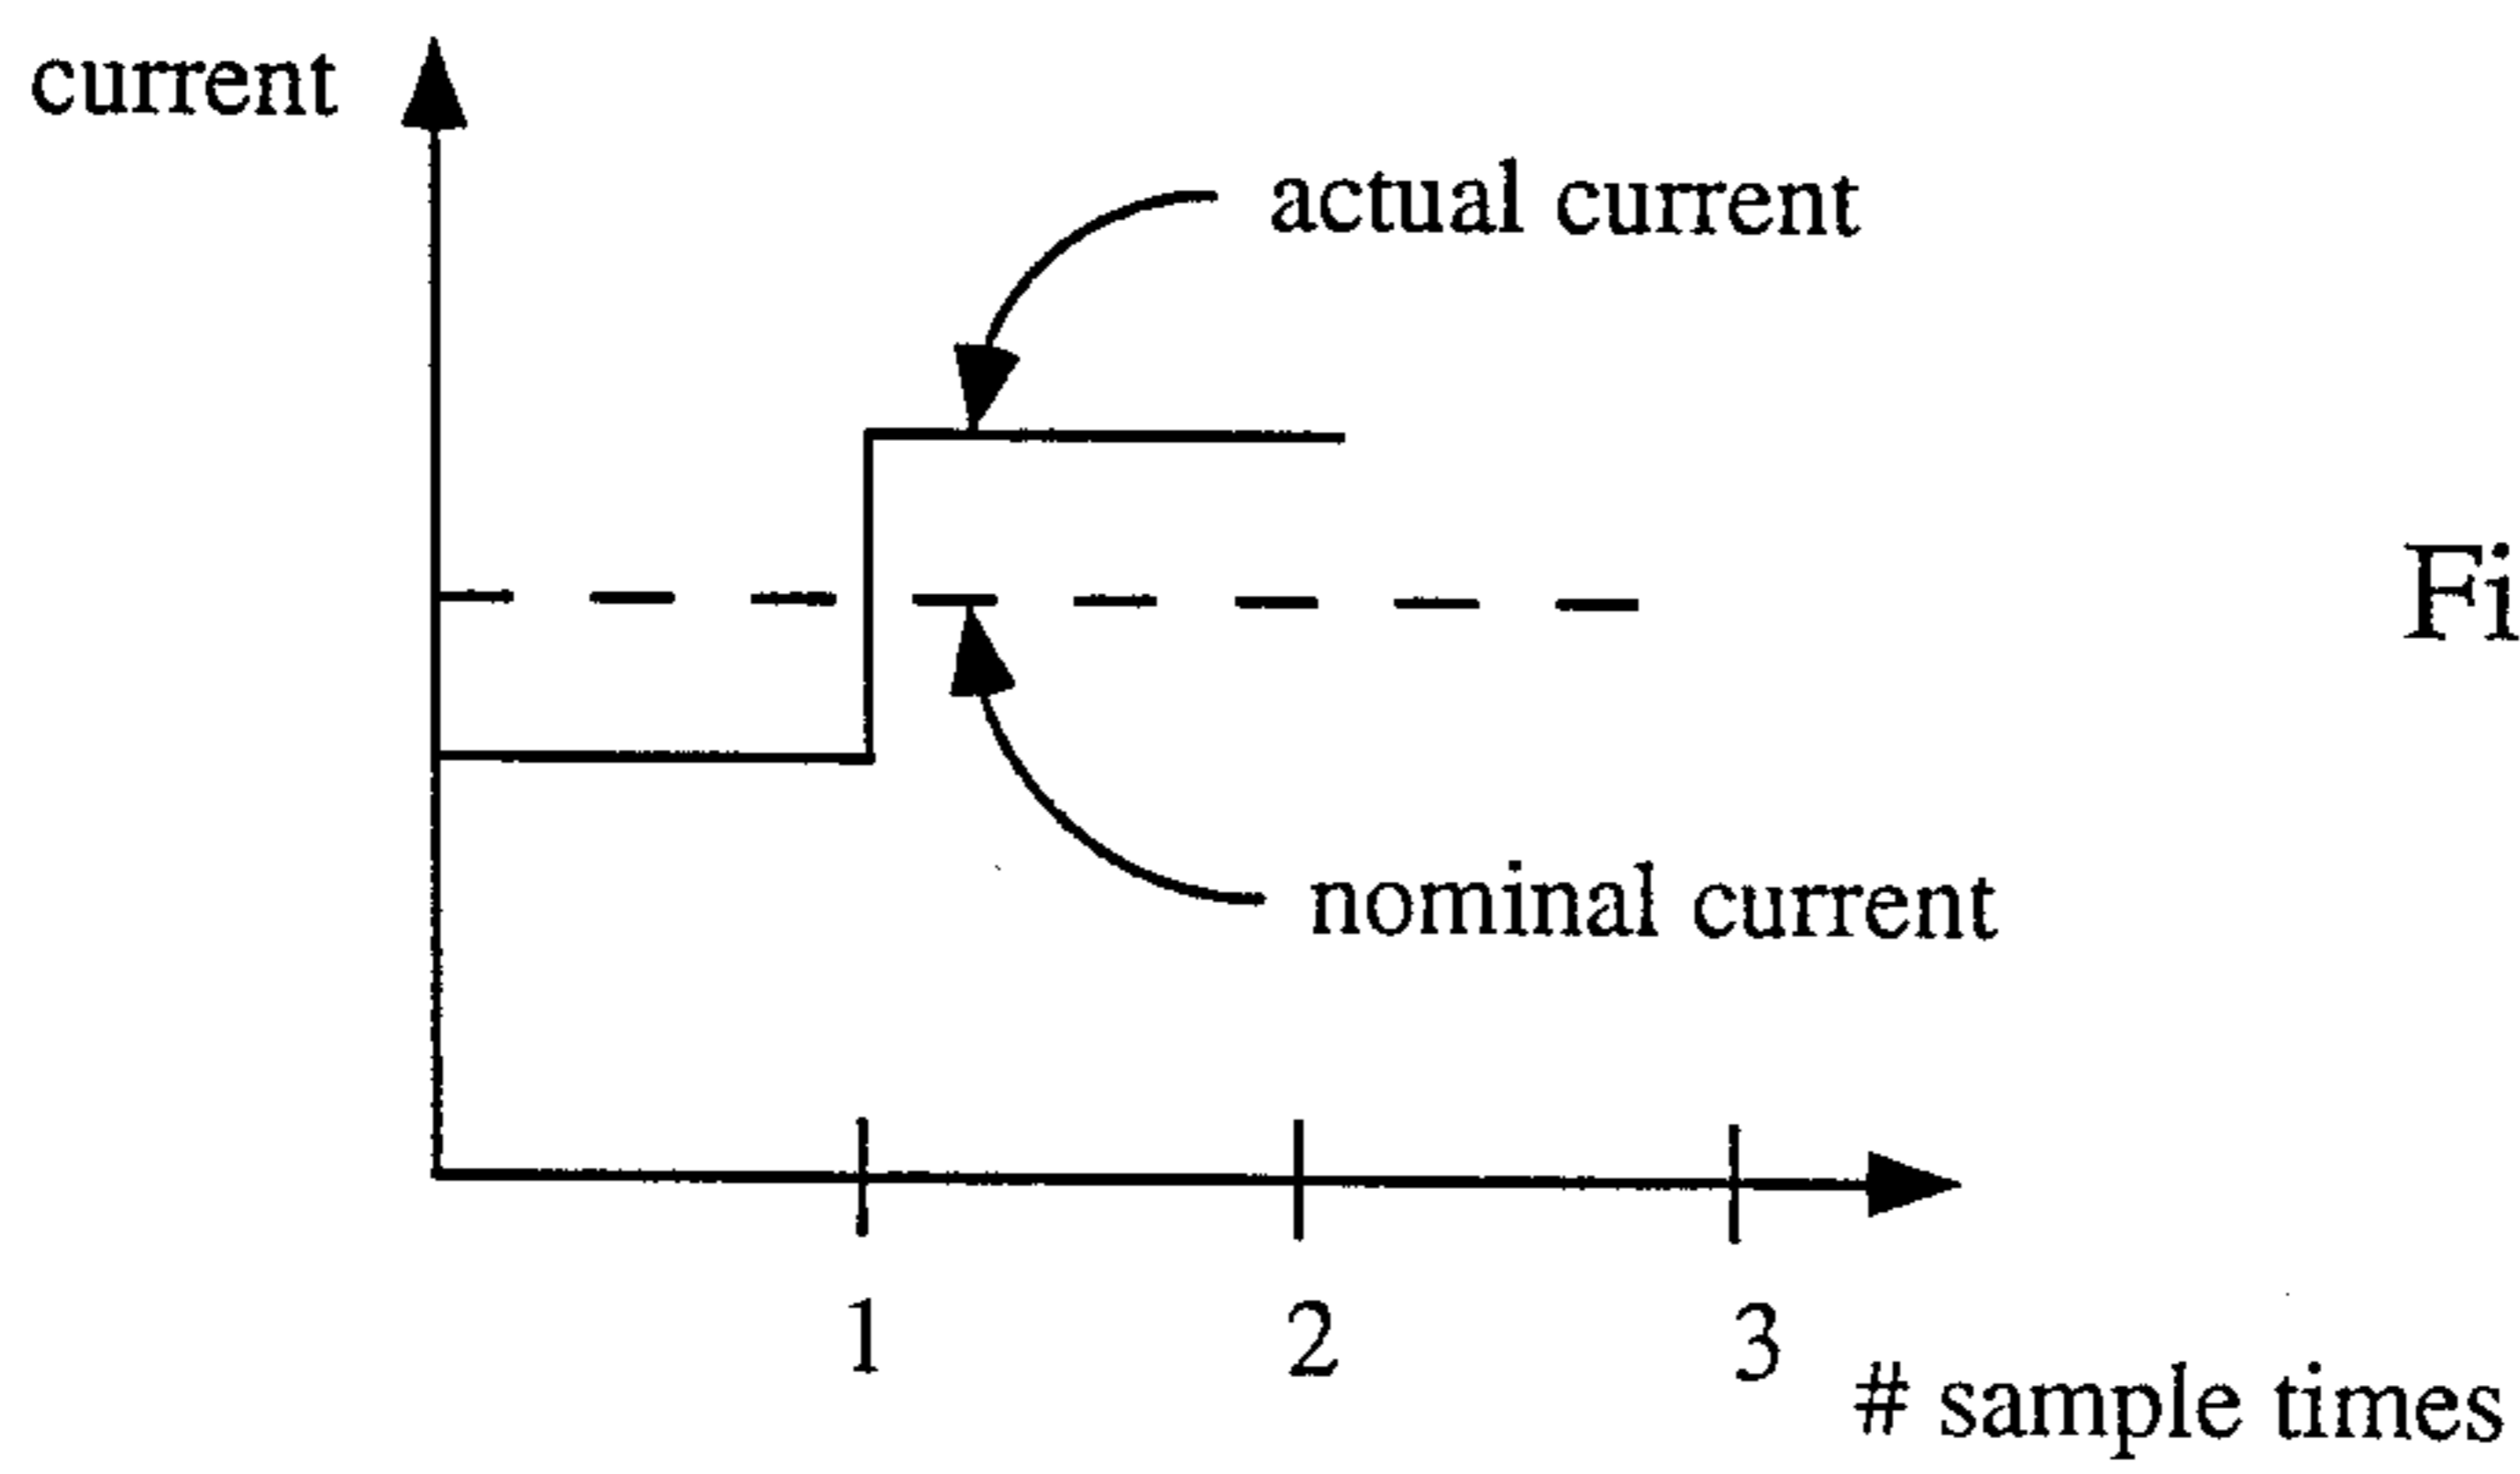 current
actual current
Fi
nominal current
1
2
3
# sample times